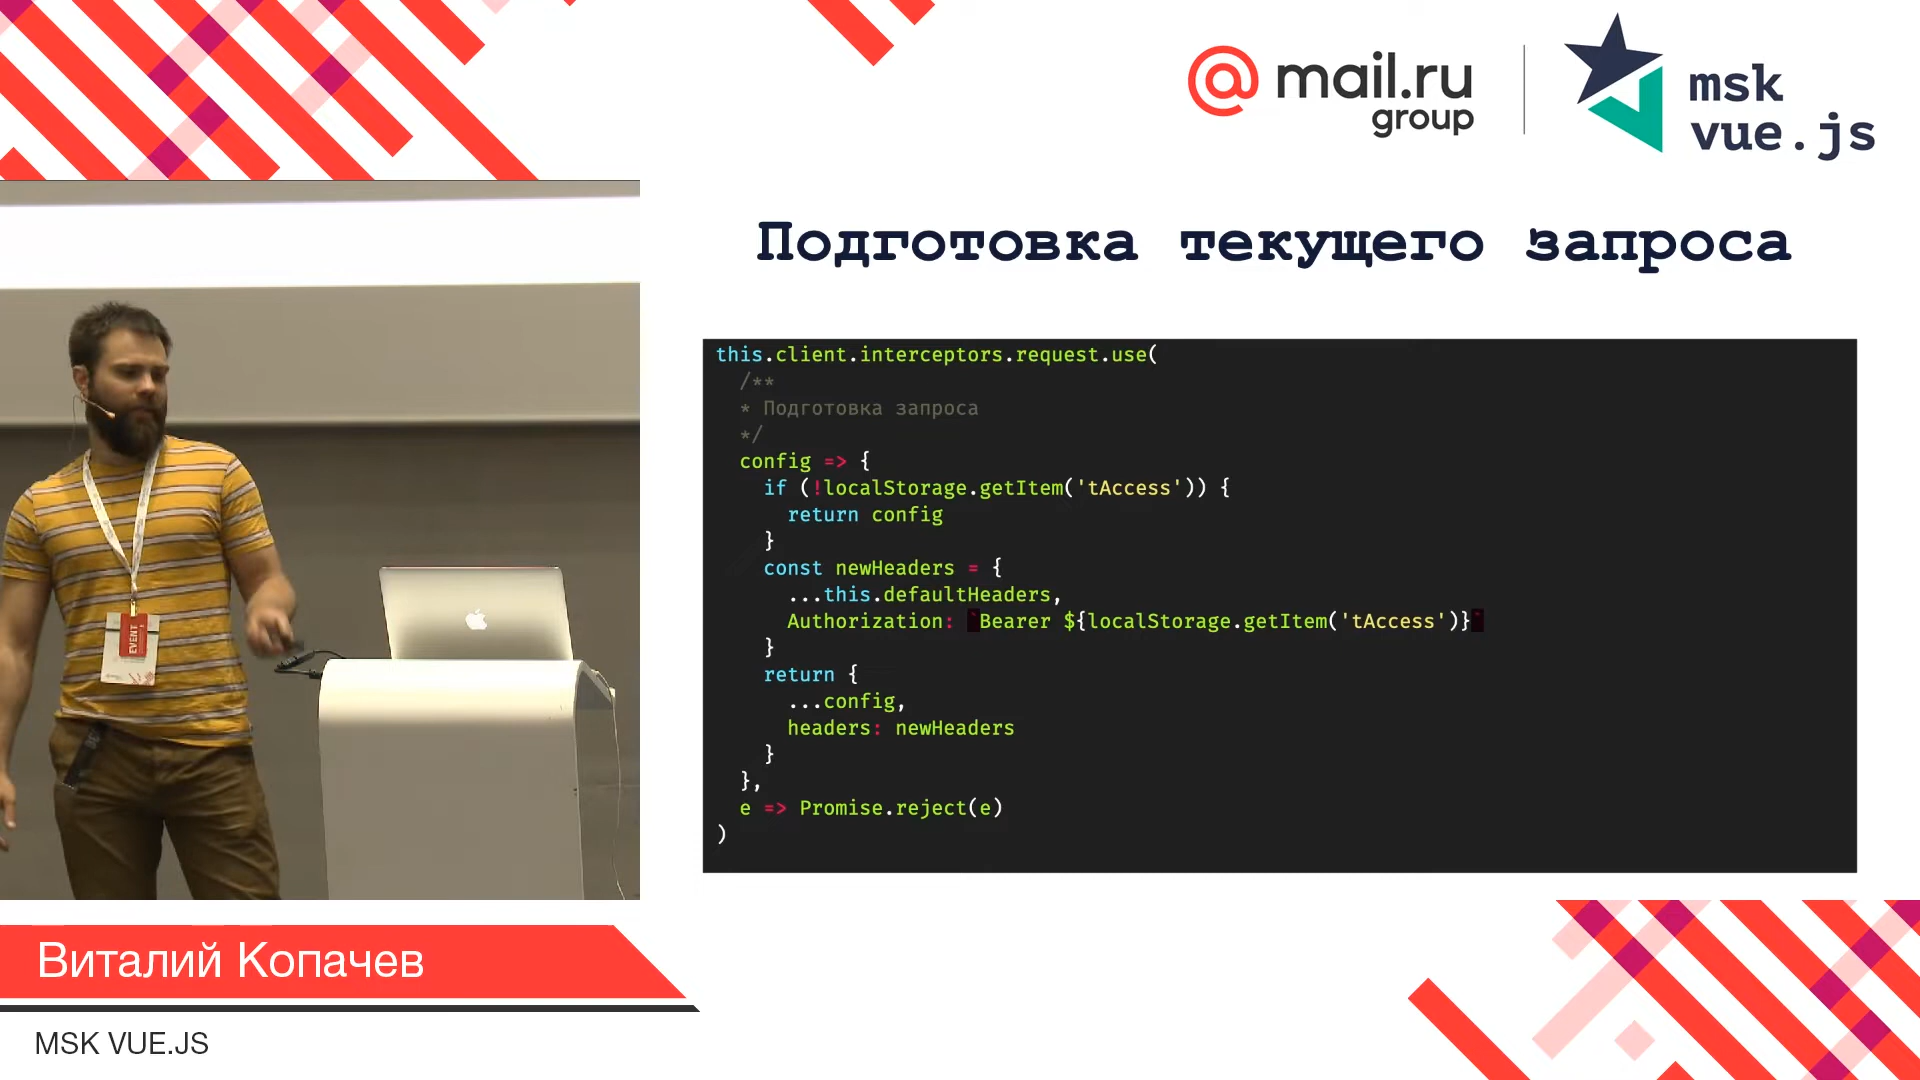 @mail.ru
group
msk
vue.js
Подготовка текущего запроса
this.client.interceptors.request.use(
/**
* Подготовка запроса
*/
config => {
if (!localStorage.getItem('tAccess')) {
return config
}
const newHeaders = {
...this.defaultHeaders,
Authorization: `Bearer ${localStorage.getItem('tAccess')}`
}
return {
...config,
headers: newHeaders
}
},
e => Promise.reject(e)
)
EVENT
Виталий Копачев
MSK VUE.JS